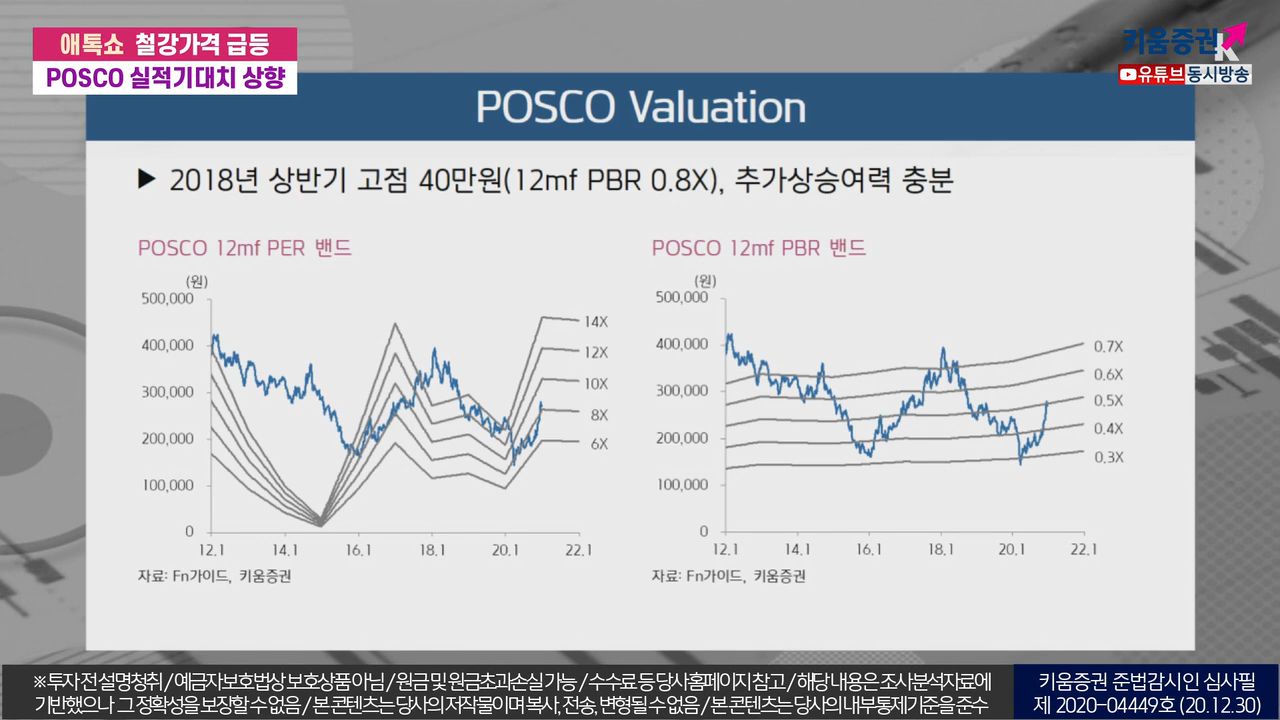 애톡쇼 철강가격 급등
POSCO 실적기대치 상향
키움증권
유튜브동시방송
POSCO Valuation
▶ 2018년 상반기 고점 40만원(12mf PBR 0.8X), 추가상승여력 충분
POSCO 12mf PER 밴드
(원)
500,000
400,000
300,000
200,000
100,000
0
14X
12X
10X
8X
6X
12.1 14.1 16.1 18.1 20.1 22.1
자료: Fn가이드, 키움증권
POSCO 12mf PBR 밴드
(원)
500,000
400,000
300,000
200,000
100,000
0
0.7X
0.6X
0.5X
0.4X
0.3X
12.1 14.1 16.1 18.1 20.1 22.1
자료: Fn가이드, 키움증권
※ 투자 전 설명청취 / 예금자보호법상 보호상품 아님 / 원금 및 원금초과손실 가능 / 수수료 등 당사홈페이지 참고 / 해당 내용은 조사분석자료에
기반했으나 그 정확성을 보장할 수 없음 / 본 콘텐츠는 당사의 저작물이며 복사, 전송, 변형될 수 없음 / 본 콘텐츠는 당사의 내부통제기준을 준수
키움증권 준법감시인 심사필
제 2020-04449호 (20.12.30)